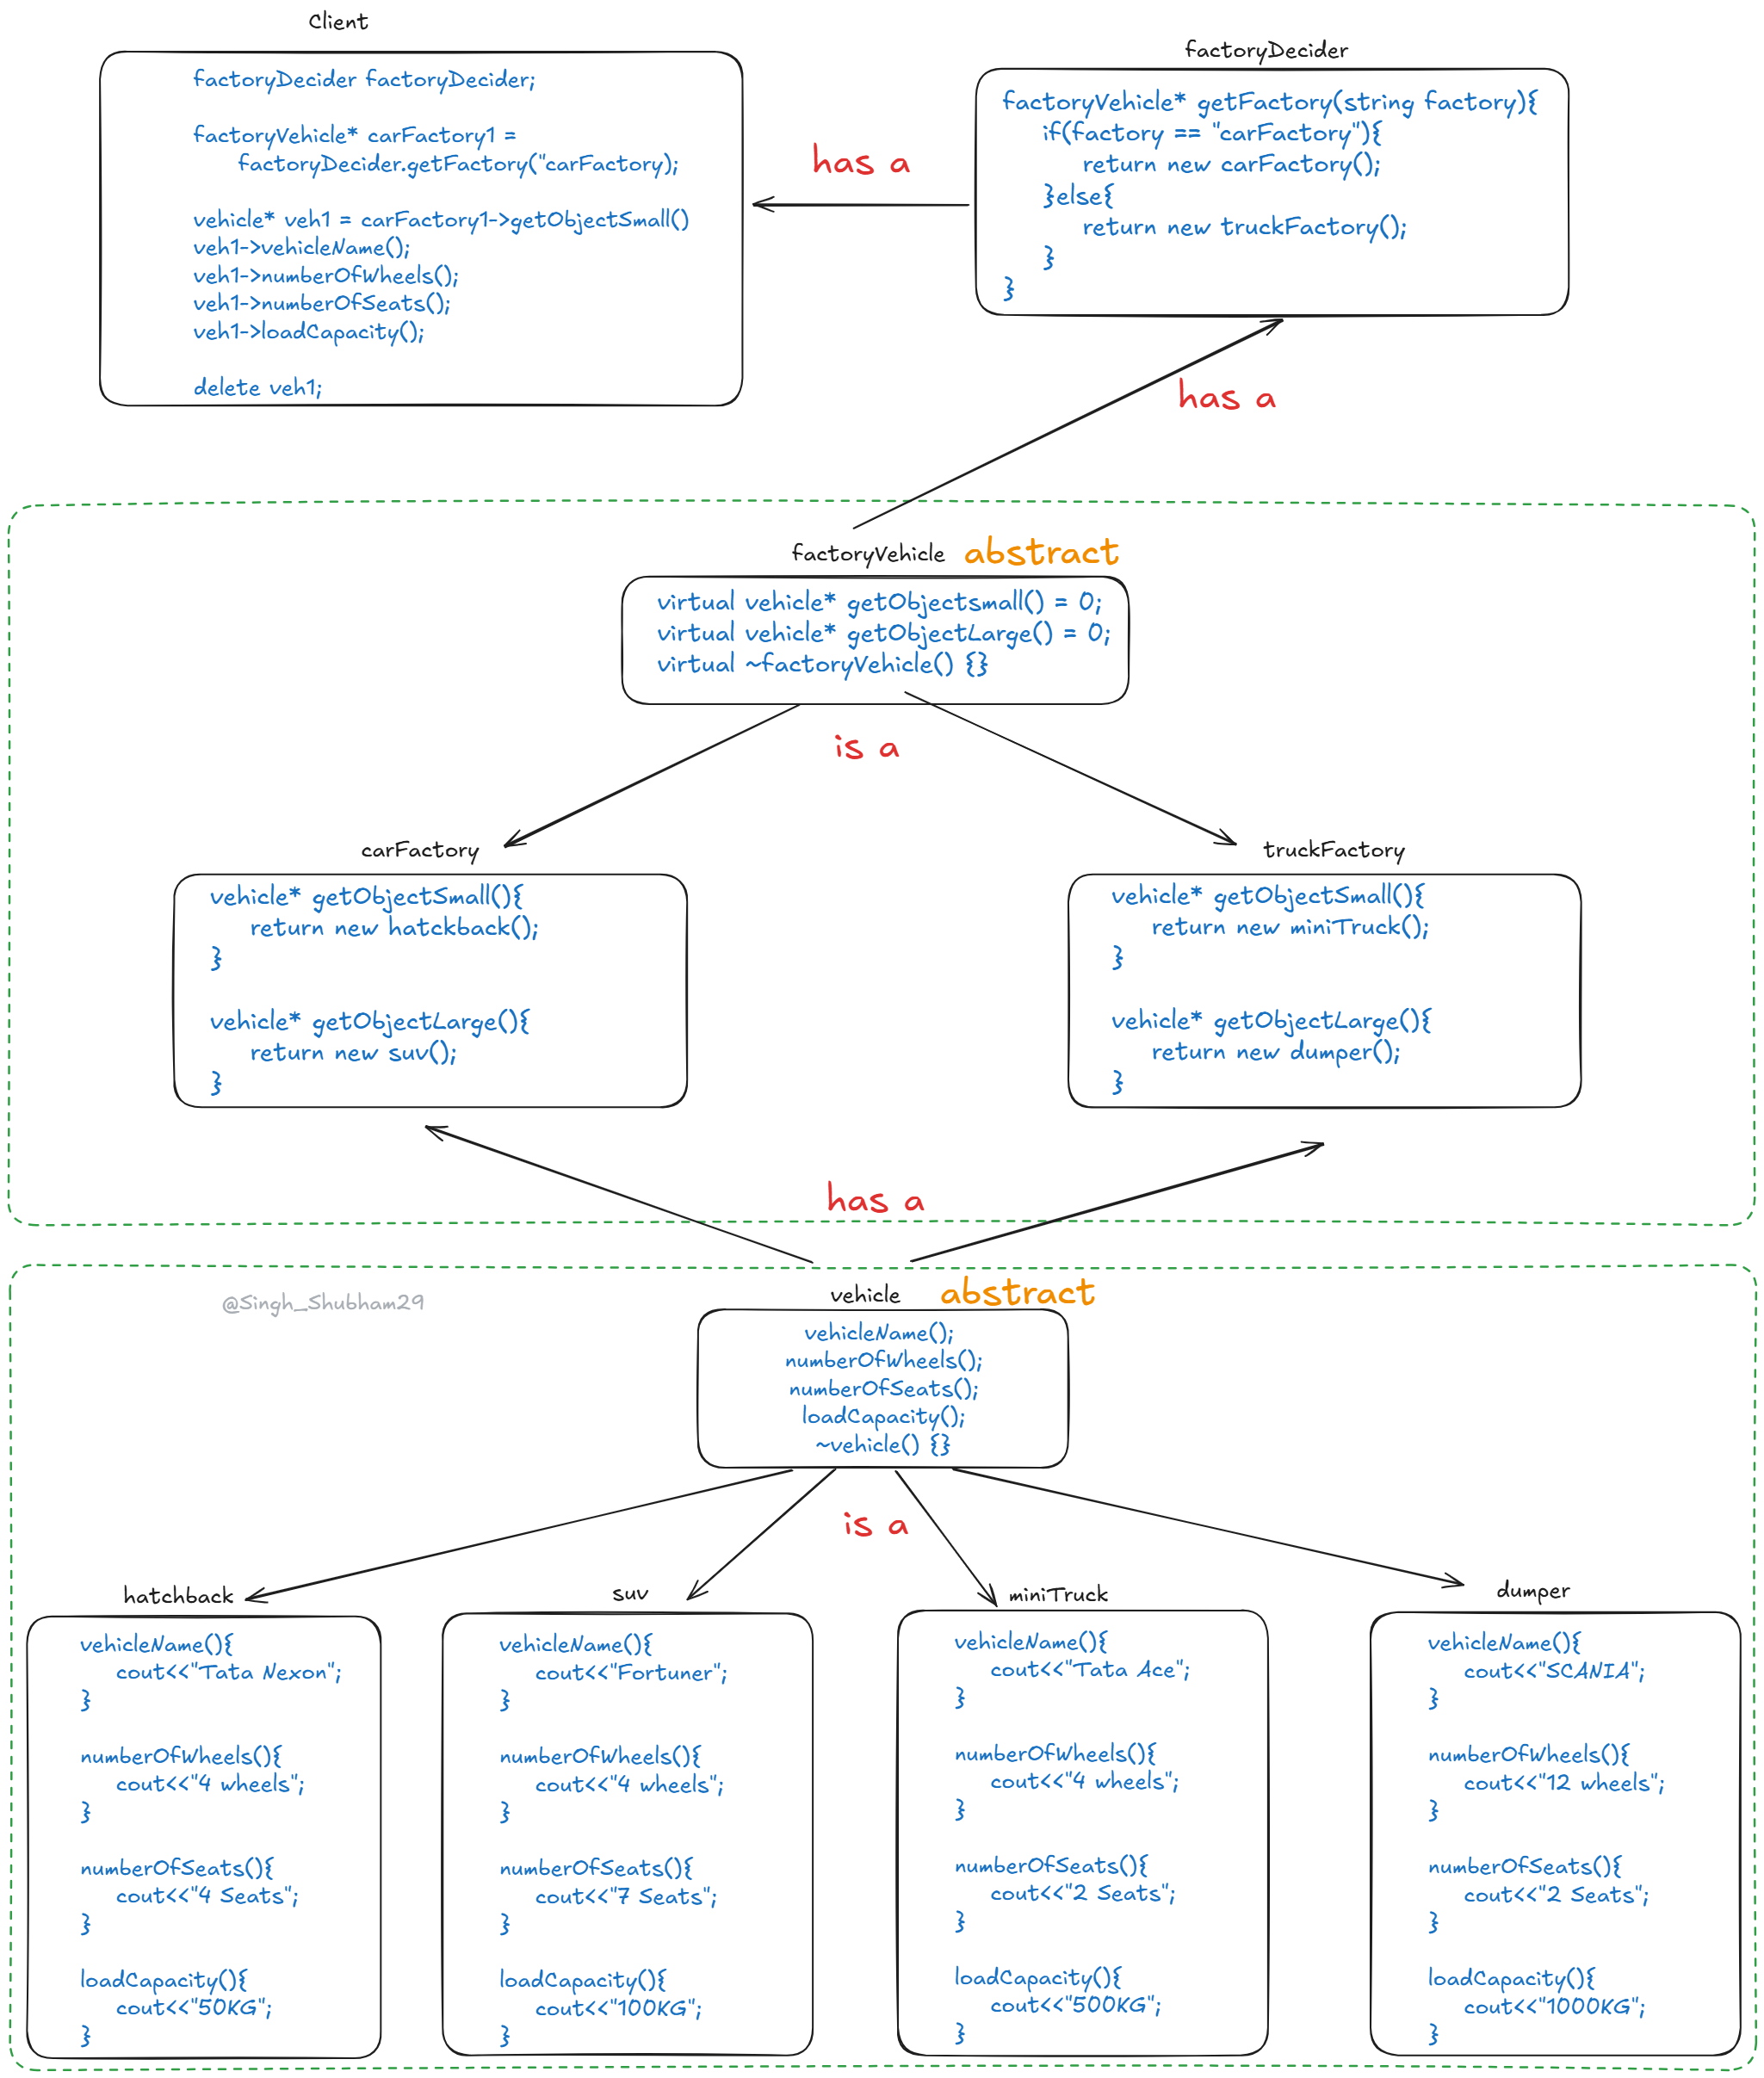 Client
factoryDecider factoryDecider;
factoryVehicle* carFactory1 =
factoryDecider.getFactory("carFactory);
vehicle* veh1 = carFactory1->getObjectSmall()
veh1->vehicleName();
veh1->numberOfWheels();
veh1->numberOfSeats();
veh1->loadCapacity();
delete veh1;
has a
factoryDecider
factoryVehicle* getFactory(string factory){
if(factory == "carFactory"){
return new carFactory();
}else{
return new truckFactory();
}
}
has a
factoryVehicle abstract
virtual vehicle* getObjectsmall() = 0;
virtual vehicle* getObjectLarge() = 0;
virtual ~factoryVehicle() {}
is a
carFactory
vehicle* getObjectSmall(){
return new hatckback();
}
vehicle* getObjectLarge(){
return new suv();
}
truckFactory
vehicle* getObjectSmall(){
return new miniTruck();
}
vehicle* getObjectLarge(){
return new dumper();
}
has a
@Singh_Shubham29
vehicle abstract
vehicleName();
numberOfWheels();
numberOfSeats();
loadCapacity();
~vehicle() {}
is a
hatchback
vehicleName(){
cout<<"Tata Nexon";
}
numberOfWheels(){
cout<<"4 wheels";
}
numberOfSeats(){
cout<<"4 Seats";
}
loadCapacity(){
cout<<"50KG";
}
suv
vehicleName(){
cout<<"Fortuner";
}
numberOfWheels(){
cout<<"4 wheels";
}
numberOfSeats(){
cout<<"7 Seats";
}
loadCapacity(){
cout<<"100KG";
}
miniTruck
vehicleName(){
cout<<"Tata Ace";
}
numberOfWheels(){
cout<<"4 wheels";
}
numberOfSeats(){
cout<<"2 Seats";
}
loadCapacity(){
cout<<"500KG";
}
dumper
vehicleName(){
cout<<"SCANIA";
}
numberOfWheels(){
cout<<"12 wheels";
}
numberOfSeats(){
cout<<"2 Seats";
}
loadCapacity(){
cout<<"1000KG";
}